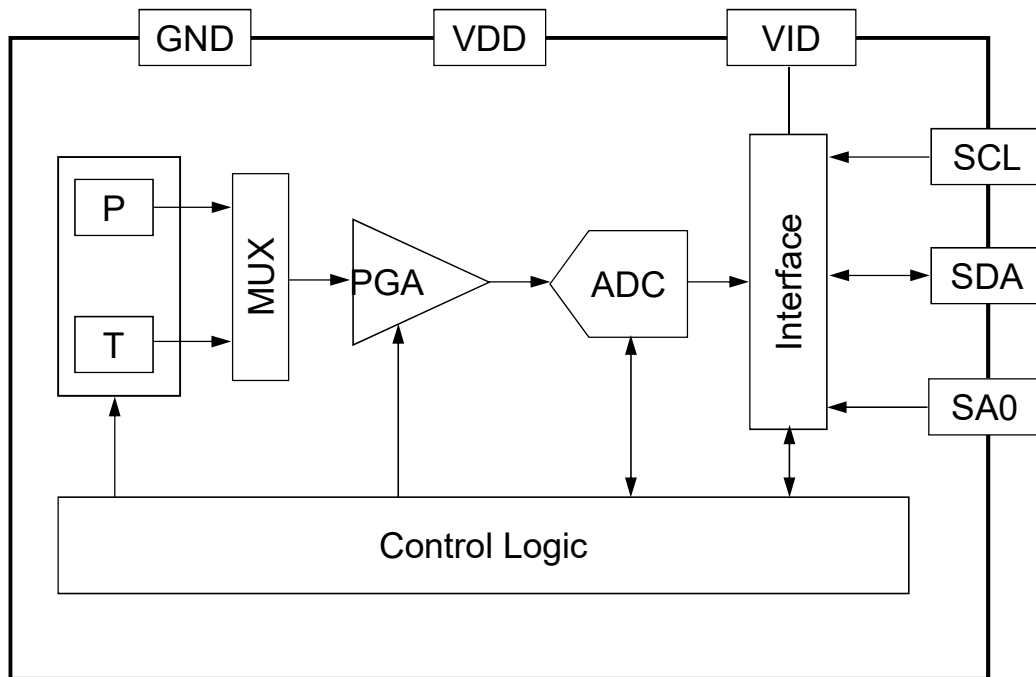 GND
VDD
VID
SCL
P
MUX
PGA
ADC
Interface
SDA
T
SA0
Control Logic